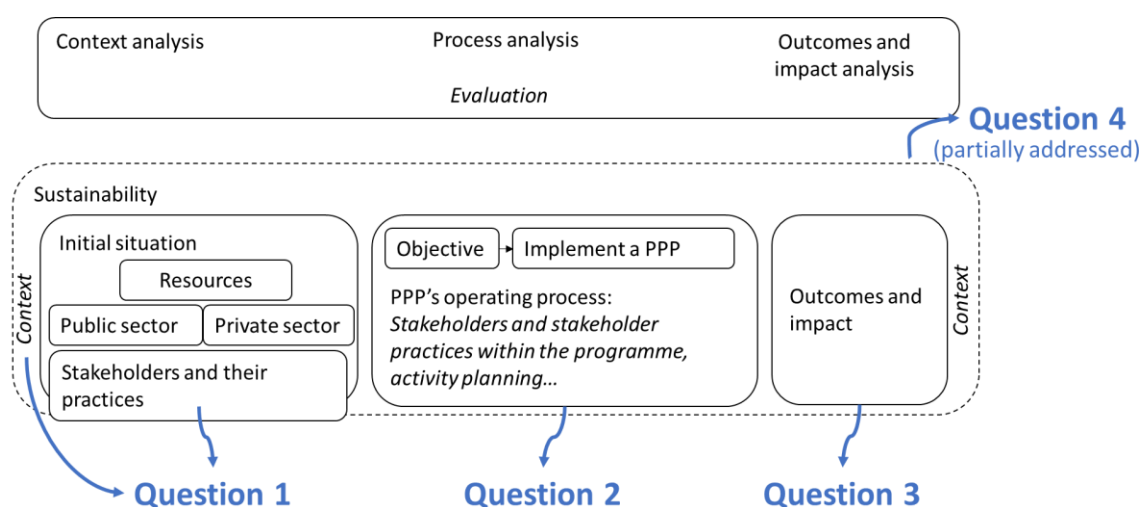 Context analysis
Process analysis
Outcomes and
impact analysis
Evaluation
Question 4
(partially addressed)
Sustainability
Context
Initial situation
Resources
Public sector
Private sector
Stakeholders and their
practices
Objective
Implement a PPP
PPP's operating process:
Stakeholders and stakeholder
practices within the programme,
activity planning...
Outcomes and
impact
Context
Question 1
Question 2
Question 3